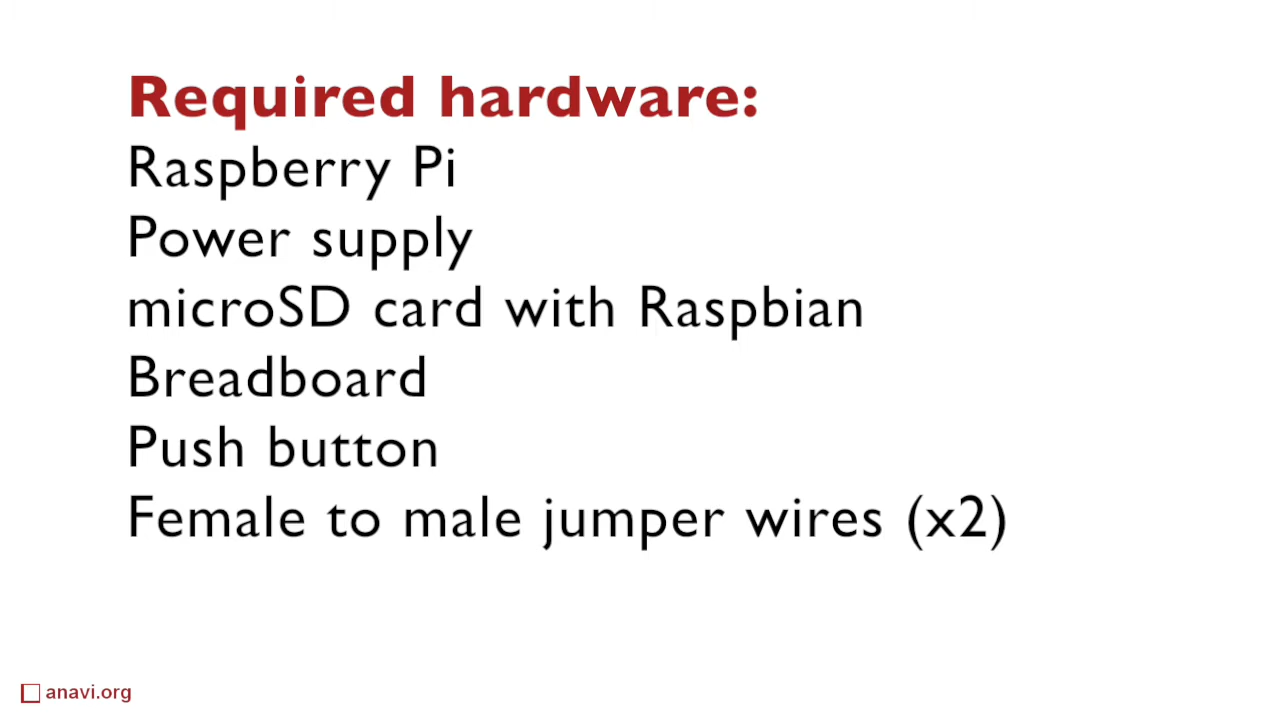 Required hardware:
Raspberry Pi
Power supply
microSD card with Raspbian
Breadboard
Push button
Female to male jumper wires (x2)
anavi.org